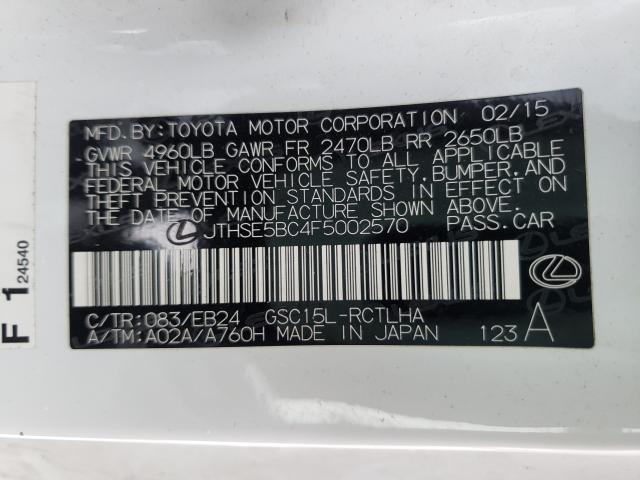 MFD.BY:TOYOTA MOTOR CORPORATION 02/15
GVWR 4960LB GAWR FR 2470LB RR 2650LB
THIS VEHICLE CONFORMS TO ALL APPLICABLE
FEDERAL MOTOR VEHICLE SAFETY,BUMPER,AND
THEFT PREVENTION STANDARDS IN EFFECT ON
THE DATE OF MANUFACTURE SHOWN ABOVE.
JTHSE5BC4F5002570 PASS.CAR
C/TR:083/EB24 GSC15L-RCTLHA
A/TM:A02A/A760H MADE IN JAPAN 123 A
F 1 24540